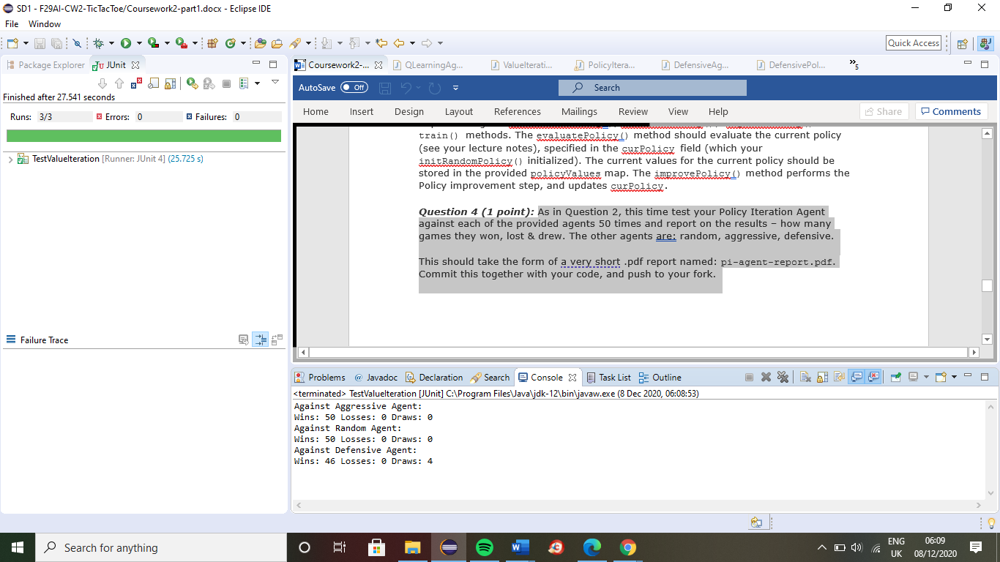 SD1 - F29AI-CW2-TicTacToe/Coursework2-part1.docx - Eclipse IDE
File Window
Quick Access
Package Explorer JUnit
Finished after 27.541 seconds
Runs: 3/3 Errors: 0 Failures: 0
TestValueIteration [Runner: JUnit 4] (25.725 s)
Failure Trace
Coursework2-... QLearningAg... ValueIterati... PolicyItera... DefensiveAg... DefensivePol... »5
AutoSave Off Search
Home Insert Design Layout References Mailings Review View Help Share Comments
train() methods. The evaluatePolicy() method should evaluate the current policy
(see your lecture notes), specified in the curPolicy field (which your
initRandomPolicy() initialized). The current values for the current policy should be
stored in the provided policyValues map. The improvePolicy() method performs the
Policy improvement step, and updates curPolicy.
Question 4 (1 point): As in Question 2, this time test your Policy Iteration Agent
against each of the provided agents 50 times and report on the results – how many
games they won, lost & drew. The other agents are: random, aggressive, defensive.
This should take the form of a very short .pdf report named: pi-agent-report.pdf.
Commit this together with your code, and push to your fork.
Problems @ Javadoc Declaration Search Console Task List Outline
<terminated> TestValueIteration [JUnit] C:\Program Files\Java\jdk-12\bin\javaw.exe (8 Dec 2020, 06:08:53)
Against Aggressive Agent:
Wins: 50 Losses: 0 Draws: 0
Against Random Agent:
Wins: 50 Losses: 0 Draws: 0
Against Defensive Agent:
Wins: 46 Losses: 0 Draws: 4
Search for anything
ENG
UK
06:09
08/12/2020